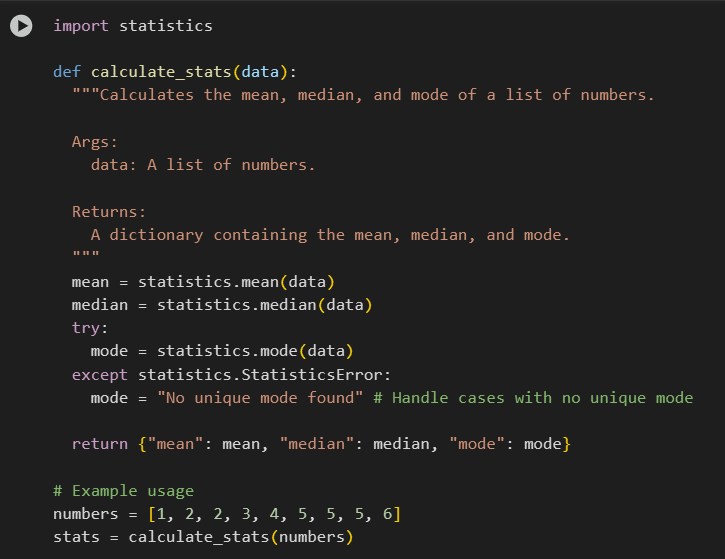 import statistics

def calculate_stats(data):
  """Calculates the mean, median, and mode of a list of numbers.

  Args:
    data: A list of numbers.

  Returns:
    A dictionary containing the mean, median, and mode.
  """
  mean = statistics.mean(data)
  median = statistics.median(data)
  try:
    mode = statistics.mode(data)
  except statistics.StatisticsError:
    mode = "No unique mode found" # Handle cases with no unique mode

  return {"mean": mean, "median": median, "mode": mode}

# Example usage
numbers = [1, 2, 2, 3, 4, 5, 5, 5, 6]
stats = calculate_stats(numbers)